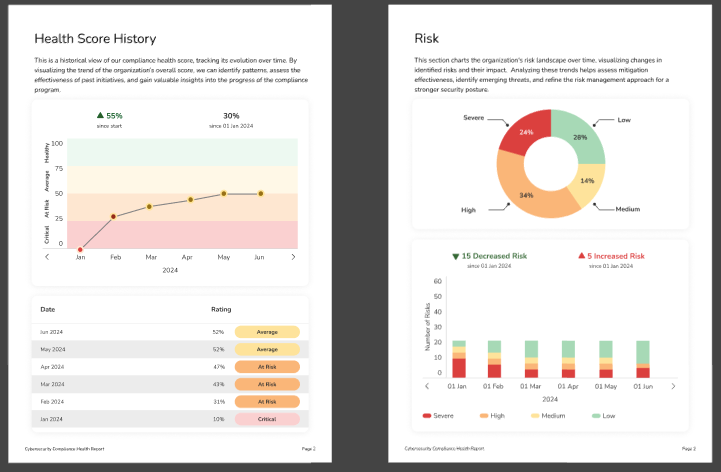 Health Score History
This is a historical view of our compliance health score, tracking its evolution over time. By
visualizing the trend of the organization's overall score, we can identify patterns, assess the
effectiveness of past initiatives, and gain valuable insights into the progress of the compliance
program.
▲ 55%
since start
30%
since 01 Jan 2024
Healthy
Average
At Risk
Critical
100
75
50
25
0
Jan
Feb
Mar
Apr
May
Jun
2024
Date Rating
Jun 2024 52% Average
May 2024 52% Average
Apr 2024 47% At Risk
Mar 2024 43% At Risk
Feb 2024 31% At Risk
Jan 2024 10% Critical
Cybersecurity Compliance Health Report Page 2
Risk
This section charts the organization's risk landscape over time, visualizing changes in
identified risks and their impact. Analyzing these trends helps assess mitigation
effectiveness, identify emerging threats, and refine the risk management approach for a
stronger security posture.
Severe
Low
24%
28%
14%
34%
High
Medium
▼ 15 Decreased Risk
since 03 Jan 2024
▲ 5 Increased Risk
since 01 Jan 2024
Number of Risks
60
50
40
30
20
10
0
01 Jan
01 Feb
01 Mar
01 Apr
01 May
01 Jun
2024
Severe High Medium Low
Cybersecurity Compliance Health Report Page 2